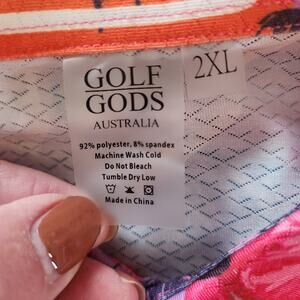 GOLF
GODS
AUSTRALIA
92% polyester, 8% spandex
Machine Wash Cold
Do Not Bleach
Tumble Dry Low
Made in China
2XL